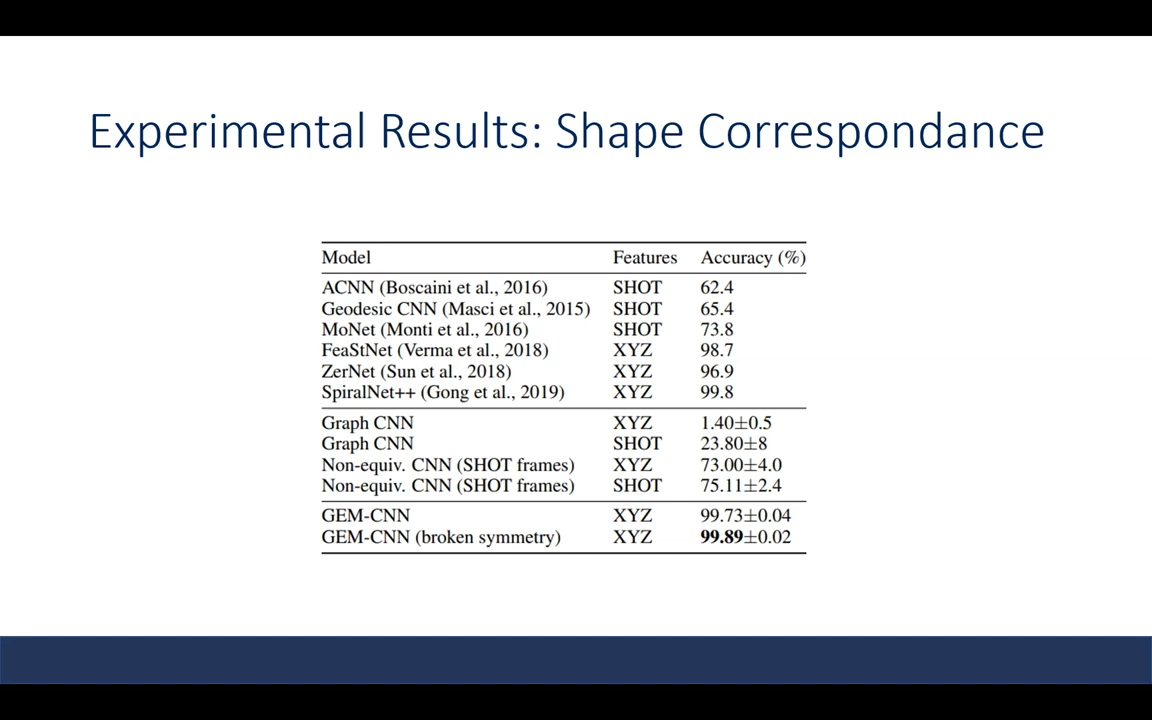 Experimental Results: Shape Correspondance
Model Features Accuracy (%)
ACNN (Boscaini et al., 2016) SHOT 62.4
Geodesic CNN (Masci et al., 2015) SHOT 65.4
MoNet (Monti et al., 2016) SHOT 73.8
FeaStNet (Verma et al., 2018) XYZ 98.7
ZerNet (Sun et al., 2018) XYZ 96.9
SpiralNet++ (Gong et al., 2019) XYZ 99.8
Graph CNN XYZ 1.40±0.5
Graph CNN SHOT 23.80±8
Non-equiv. CNN (SHOT frames) XYZ 73.00±4.0
Non-equiv. CNN (SHOT frames) SHOT 75.11±2.4
GEM-CNN XYZ 99.73±0.04
GEM-CNN (broken symmetry) XYZ 99.89±0.02